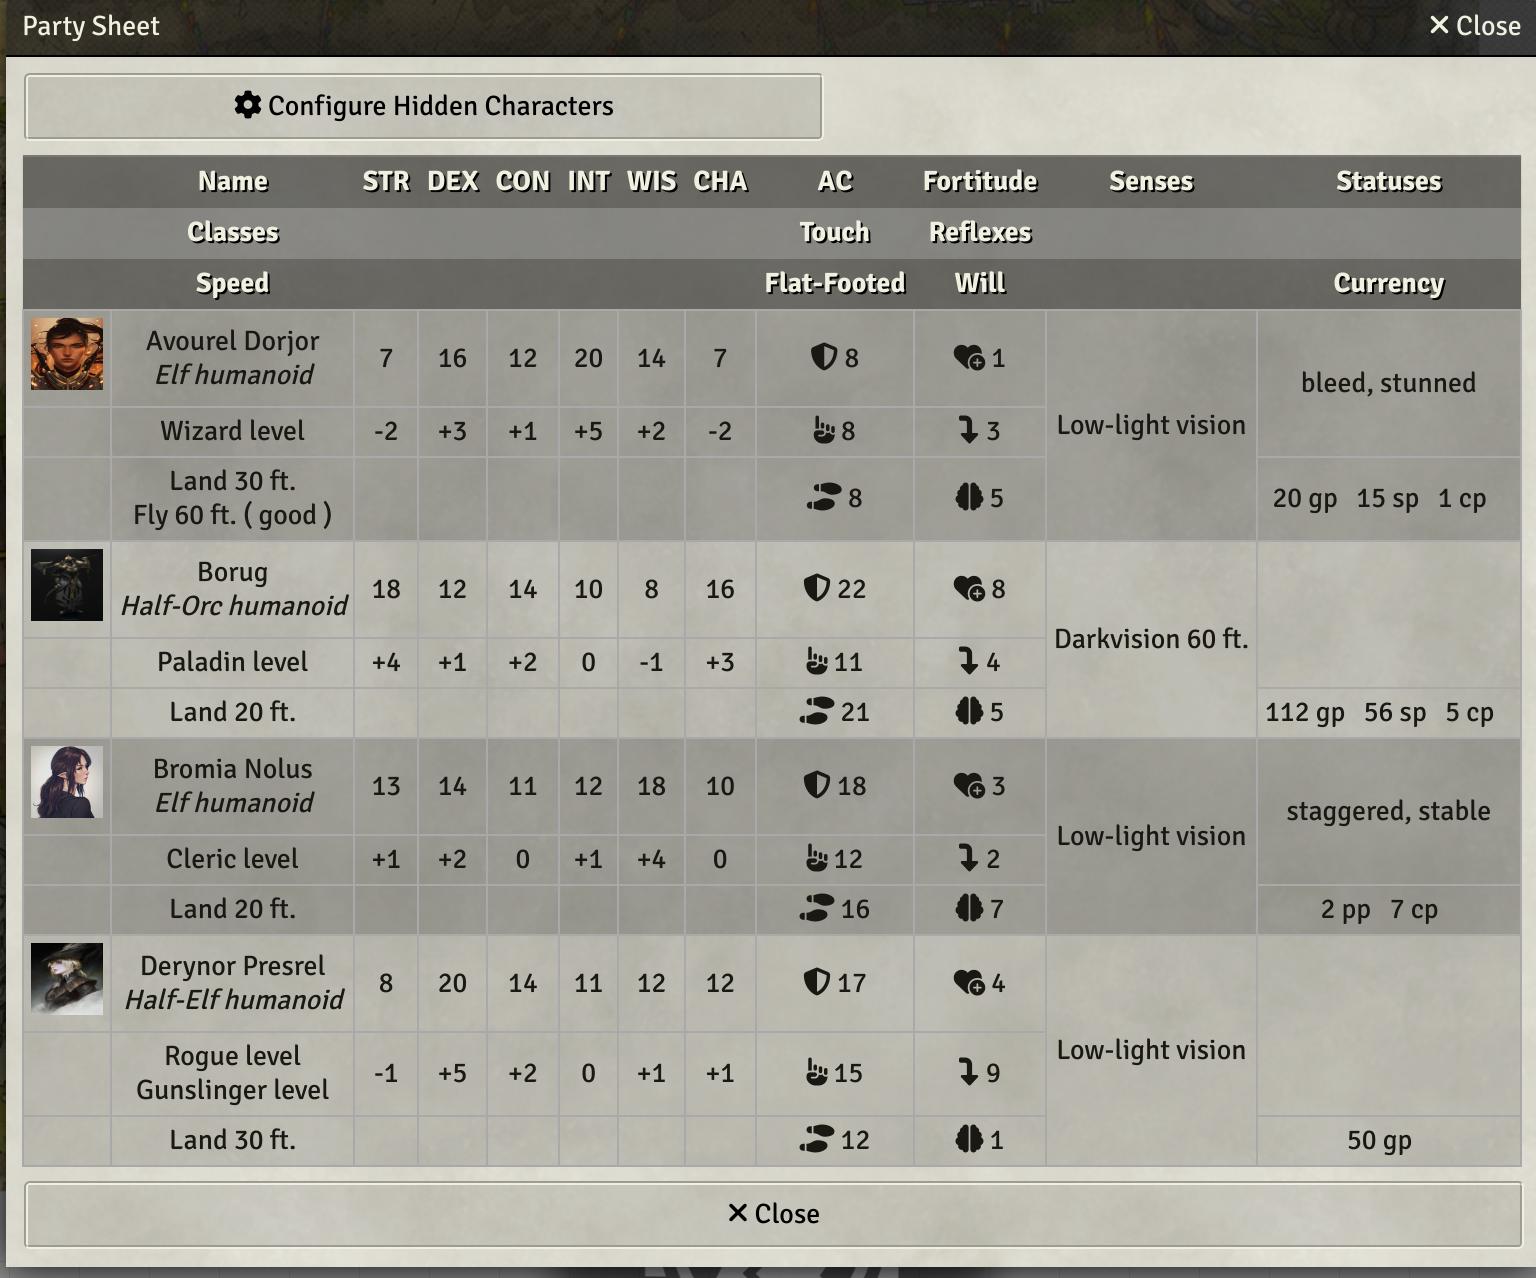 Party Sheet
Close
Configure Hidden Characters
Name STR DEX CON INT WIS CHA AC Fortitude Senses Statuses
Classes Touch Reflexes
Speed Flat-Footed Will Currency
Avourel Dorjor
Elf humanoid
7 16 12 20 14 7 8 1
bleed, stunned
Wizard level -2 +3 +1 +5 +2 -2 8 3
Low-light vision
Land 30 ft.
Fly 60 ft. ( good )
8 5
20 gp 15 sp 1 cp
Borug
Half-Orc humanoid
18 12 14 10 8 16 22 8
Darkvision 60 ft.
Paladin level +4 +1 +2 0 -1 +3 11 4
Land 20 ft. 21 5 112 gp 56 sp 5 cp
Bromia Nolus
Elf humanoid
13 14 11 12 18 10 18 3
staggered, stable
Low-light vision
Cleric level +1 +2 0 +1 +4 0 12 2
Land 20 ft. 16 7 2 pp 7 cp
Derynor Presrel
Half-Elf humanoid
8 20 14 11 12 12 17 4
Low-light vision
Rogue level
Gunslinger level
-1 +5 +2 0 +1 +1 15 9
Land 30 ft. 12 1 50 gp
Close